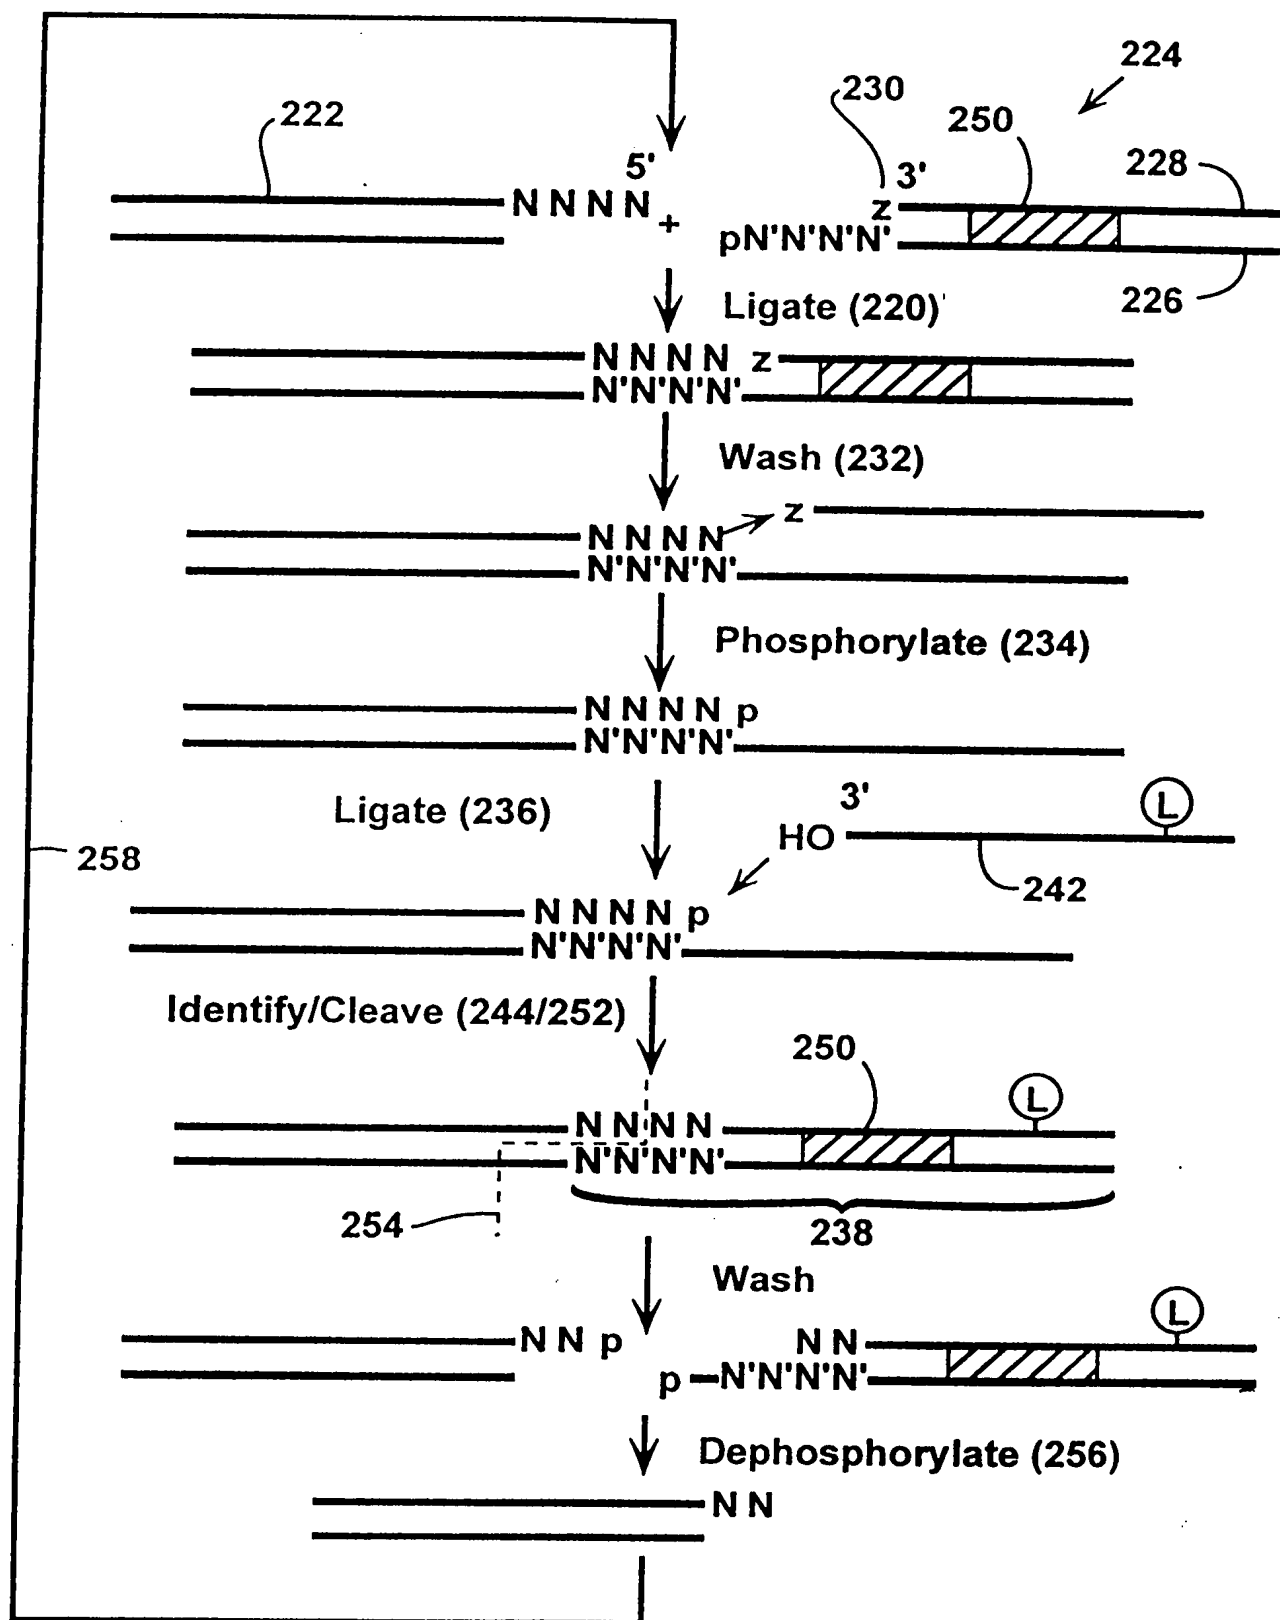 224
222
230
250
5'
3'
228
N N N N
+
z
pN'N'N'N'
226
Ligate (220)
N N N N z
N'N'N'N'
Wash (232)
z
N N N N
N'N'N'N'
Phosphorylate (234)
N N N N p
N'N'N'N'
3'
L
Ligate (236)
HO
258
242
N N N N p
N'N'N'N'
Identify/Cleave (244/252)
250
L
N N N N
N'N'N'N'
254
238
Wash
L
N N p
N N
p
N'N'N'N'
Dephosphorylate (256)
N N